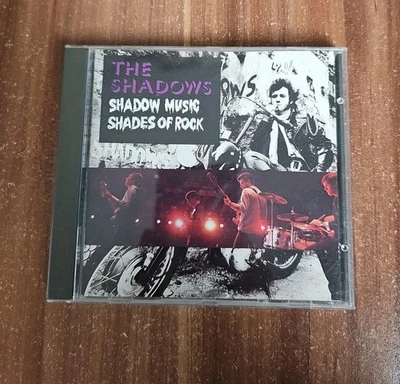 THE
SHADOWS
SHADOW MUSIC
SHADES OF ROCK